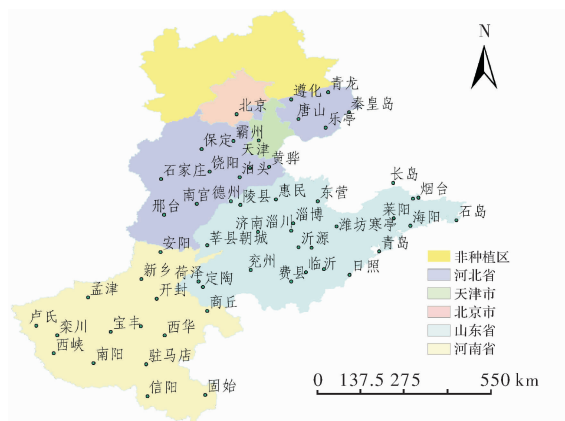 N
遵化 青龙
唐山 秦皇岛
乐亭
北京
霸州
保定
天津
黄骅
饶阳 泊头
石家庄
南宫 德州 陵县 惠民 东营
邢台
长岛
烟台
莱阳
海阳 石岛
济南 淄川 淄博
潍坊 寒亭
莘县朝城 沂源
青岛
安阳
兖州 费县 临沂 日照
新乡 菏泽 定陶
开封
孟津
商丘
卢氏
栾川 宝丰 西华
西峡
南阳 驻马店
信阳 固始
非种植区
河北省
天津市
北京市
山东省
河南省
0 137.5 275 550 km